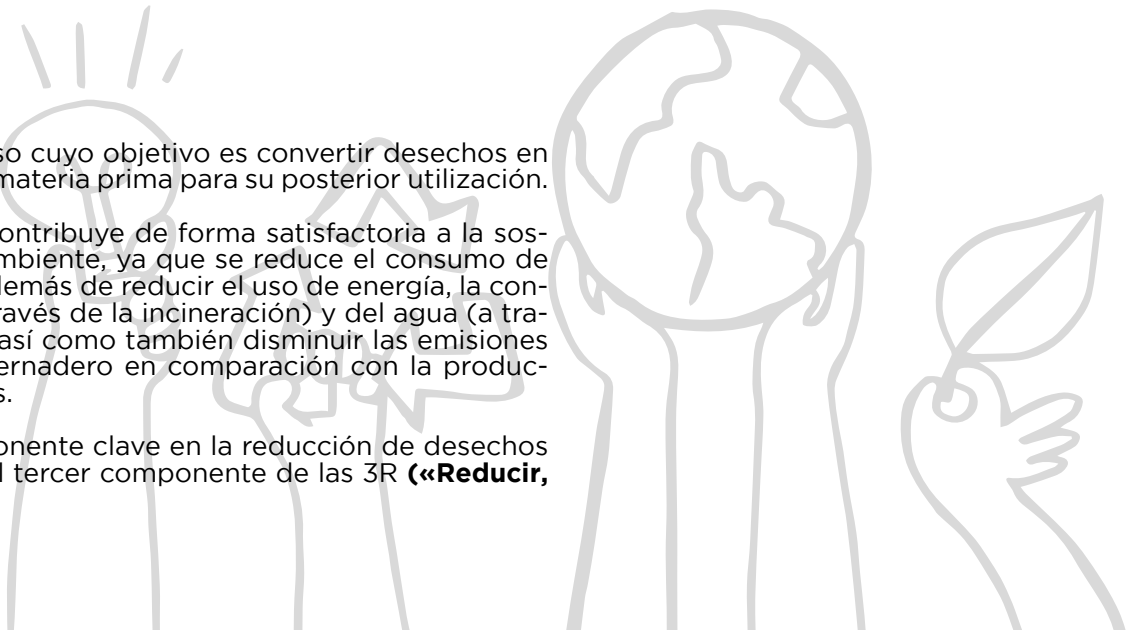 so cuyo objetivo es convertir desechos en
materia prima para su posterior utilización.
ontribuye de forma satisfactoria a la sos-
mbiente, ya que se reduce el consumo de
demás de reducir el uso de energía, la con-
ravés de la incineración) y del agua (a tra-
así como también disminuir las emisiones
ernadero en comparación con la produc-
s.
onente clave en la reducción de desechos
l tercer componente de las 3R («Reducir,